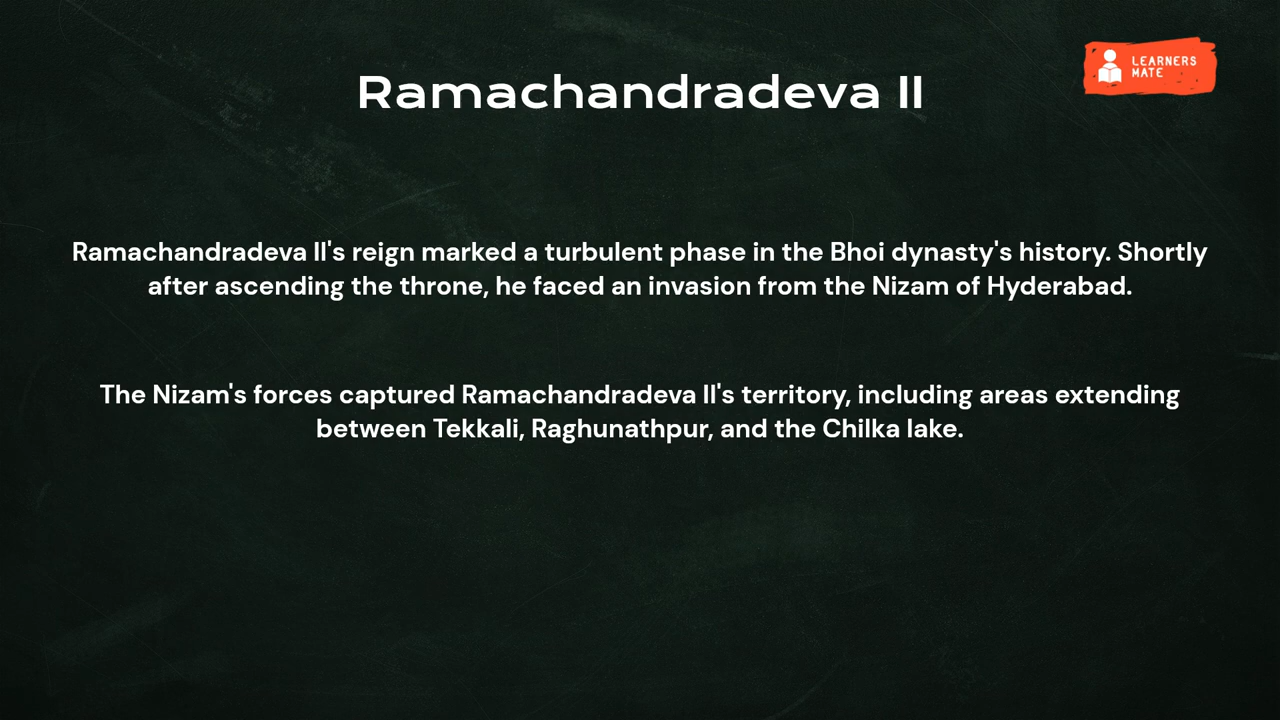 Ramachandradeva II
LEARNERS
MATE
Ramachandradeva II's reign marked a turbulent phase in the Bhoi dynasty's history. Shortly
after ascending the throne, he faced an invasion from the Nizam of Hyderabad.
The Nizam's forces captured Ramachandradeva II's territory, including areas extending
between Tekkali, Raghunathpur, and the Chilka lake.